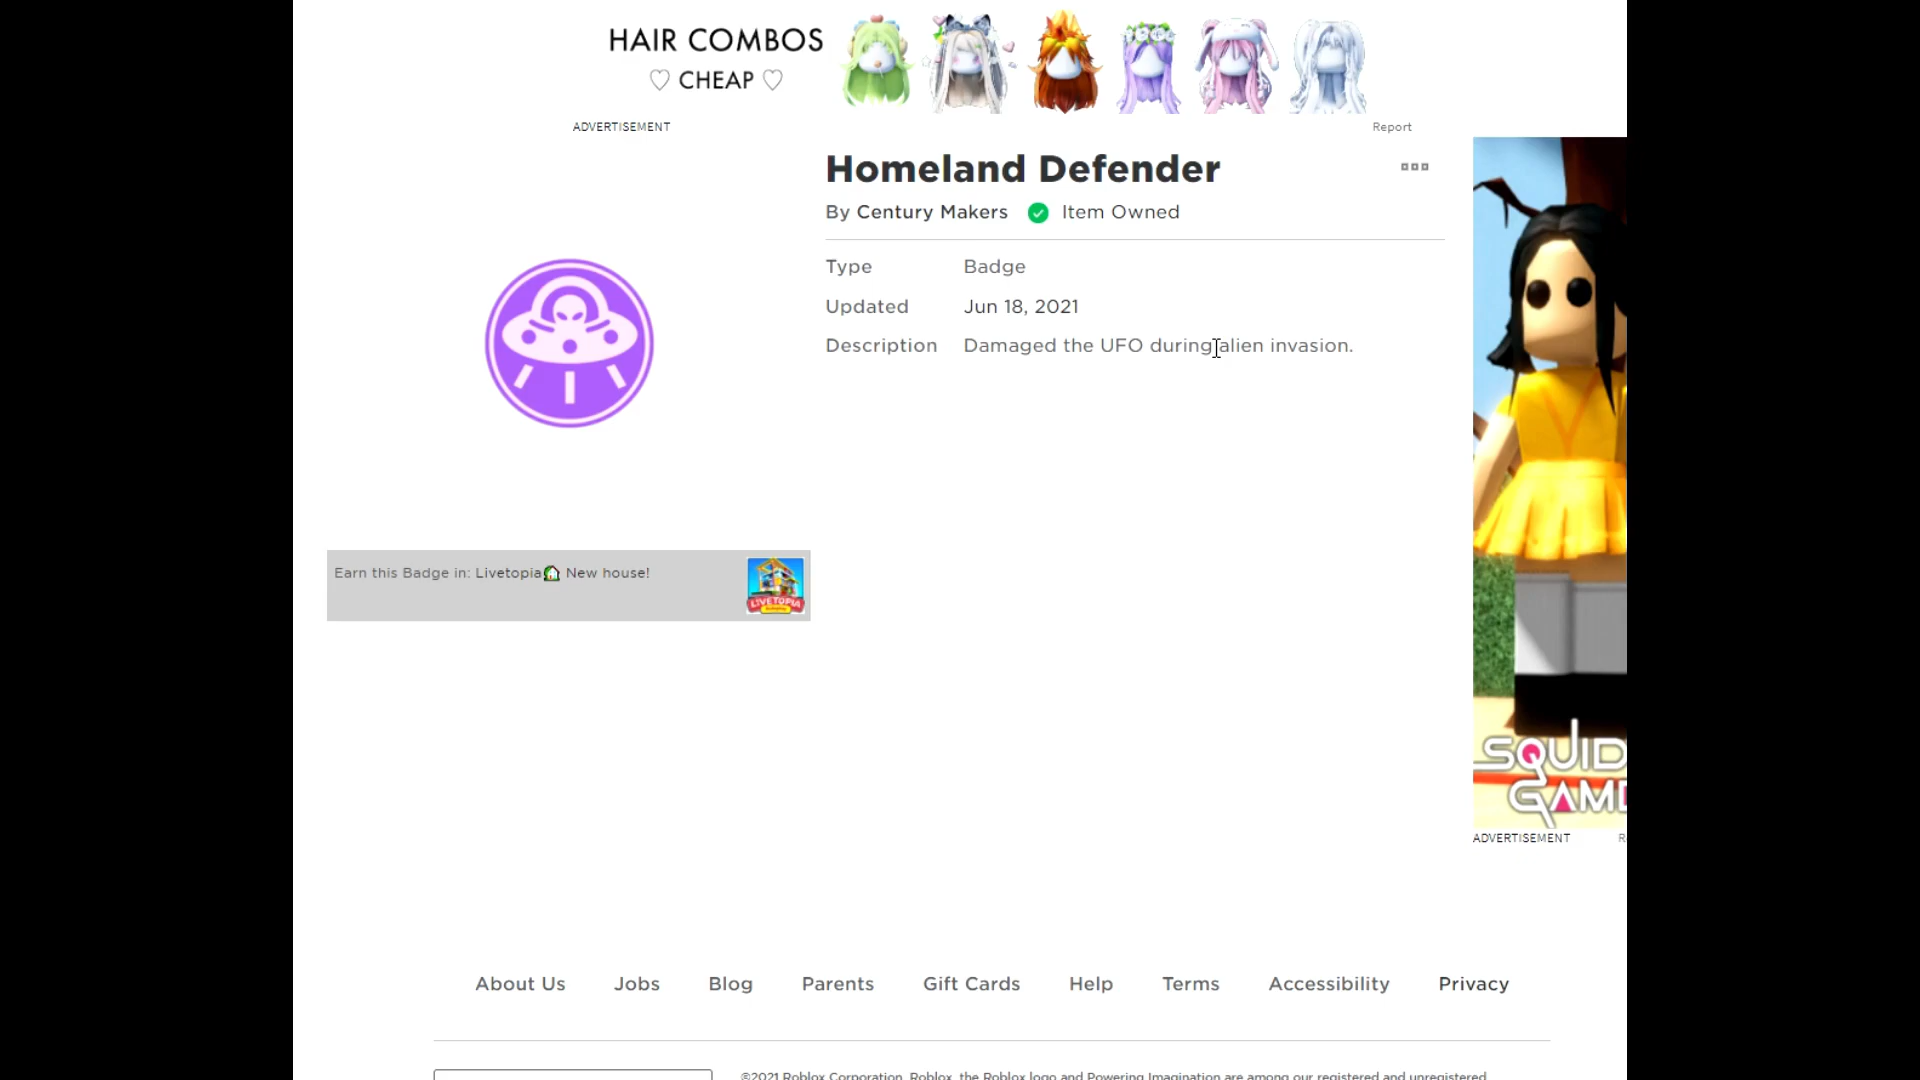 HAIR COMBOS
♡ CHEAP ♡
ADVERTISEMENT
Report
Homeland Defender
By Century Makers Item Owned
Type Badge
Updated Jun 18, 2021
Description Damaged the UFO during alien invasion.
Earn this Badge in: Livetopia🏠 New house!
LIVETOPIA
SQUID
GAME
ADVERTISEMENT
R
About Us Jobs Blog Parents Gift Cards Help Terms Accessibility Privacy
©2021 Roblox Corporation. Roblox, the Roblox logo and Powering Imagination are among our registered and unregistered